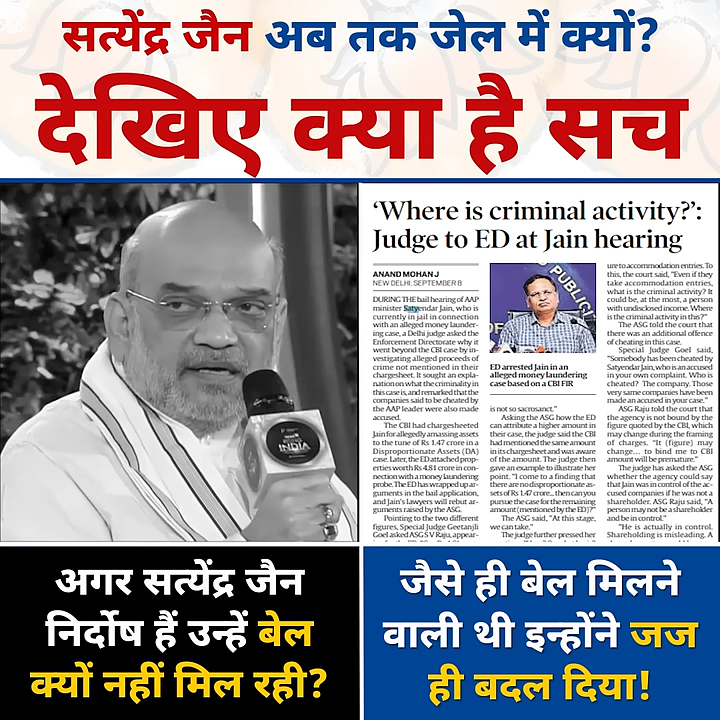 सत्येंद्र जैन अब तक जेल में क्यों?
देखिए क्या है सच
INDIA
‘Where is criminal activity?’:
Judge to ED at Jain hearing
ANAND MOHAN J
NEW DELHI, SEPTEMBER 8
DURING THE bail hearing of AAP
minister Satyendar Jain, who is
currently in jail in connection
with an alleged money launder-
ing case, a Delhi judge asked the
Enforcement Directorate why it
went beyond the CBI case by in-
vestigating alleged proceeds of
crime not mentioned in their
chargesheet. It sought an expla-
nation on what the criminality in
this case is, and remarked that the
companies said to be cheated by
the AAP leader were also made
accused.
The CBI had chargesheeted
Jain for allegedly amassing assets
to the tune of Rs 1.47 crore in a
Disproportionate Assets (DA)
case. Later, the ED attached prop-
erties worth Rs 4.81 crore in con-
nection with a money laundering
probe. The ED has wrapped up ar-
guments in the bail application,
and Jain's lawyers will rebut ar-
guments raised by the ASG.
Pointing to the two different
figures, Special Judge Geetanjli
Goel asked ASG S V Raju, appear-
PUBLIC
ED arrested Jain in an
alleged money laundering
case based on a CBI FIR
is not so sacrosanct."
Asking the ASG how the ED
can attribute a higher amount in
their case, the judge said the CBI
had mentioned the same amount
in its chargesheet and was aware
of the amount. The judge then
gave an example to illustrate her
point. "I come to a finding that
there are no disproportionate as-
sets of Rs 1.47 crore... then can you
pursue the case for the remaining
amount (mentioned by the ED)?"
The ASG said, "At this stage,
we can take."
The judge further pressed her
ure to accommodation entries. To
this, the court said, "Even if they
take accommodation entries,
what is the criminal activity? It
could be, at the most, a person
with undisclosed income. Where
is the criminal activity in this?"
The ASG told the court that
there was an additional offence
of cheating in this case.
Special Judge Goel said,
"Somebody has been cheated by
Satyendar Jain, who is an accused
in your own complaint. Who is
cheated? The company. Those
very same companies have been
made an accused in your case."
ASG Raju told the court that
the agency is not bound by the
figure quoted by the CBI, which
may change during the framing
of charges. "It (figure) may
change... to bind me to CBI
amount will be premature."
The judge has asked the ASG
whether the agency could say
that Jain was in control of the ac-
cused companies if he was not a
shareholder. ASG Raju said, "A
person may not be a shareholder
and be in control."
"He is actually in control.
Shareholding is misleading. A
अगर सत्येंद्र जैन
निर्दोष हैं उन्हें बेल
क्यों नहीं मिल रही?
जैसे ही बेल मिलने
वाली थी इन्होंने जज
ही बदल दिया!